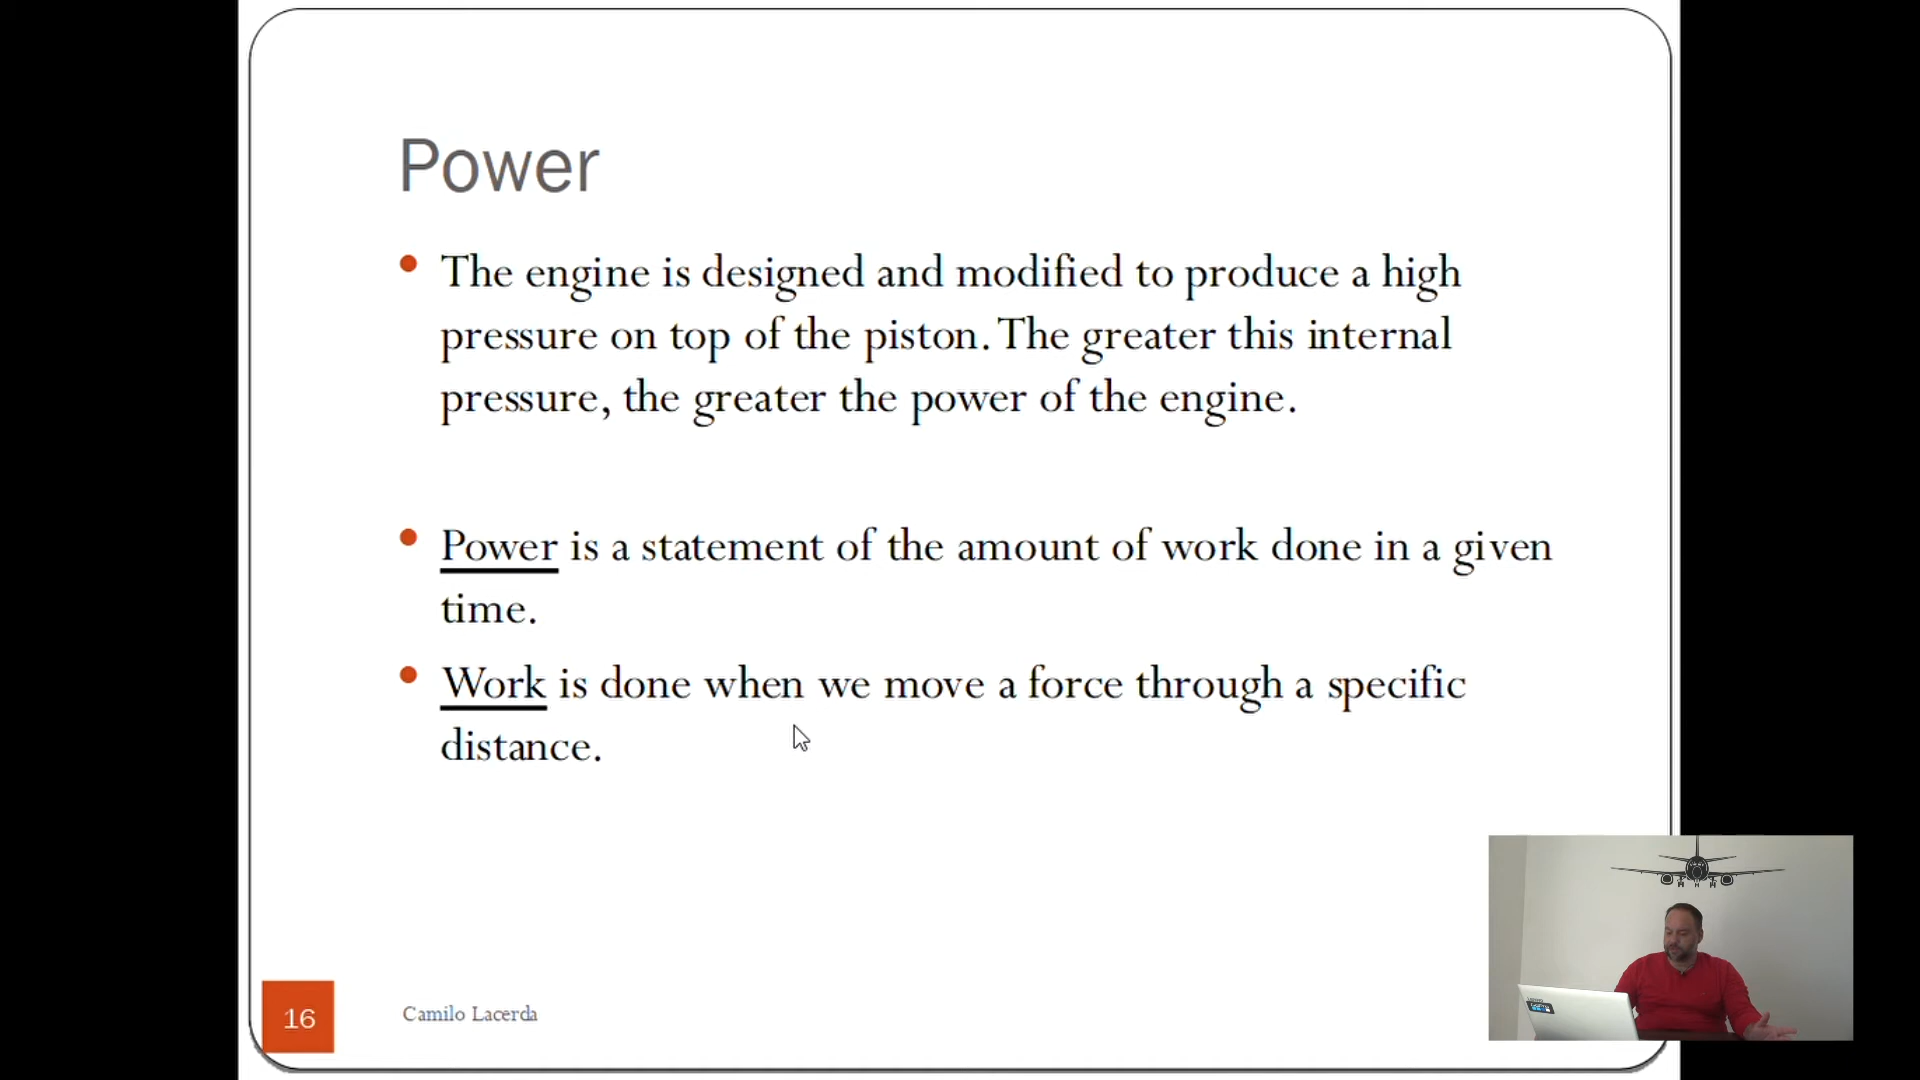 Power
• The engine is designed and modified to produce a high
pressure on top of the piston. The greater this internal
pressure, the greater the power of the engine.
• Power is a statement of the amount of work done in a given
time.
• Work is done when we move a force through a specific
distance.
16
Camilo Lacerda